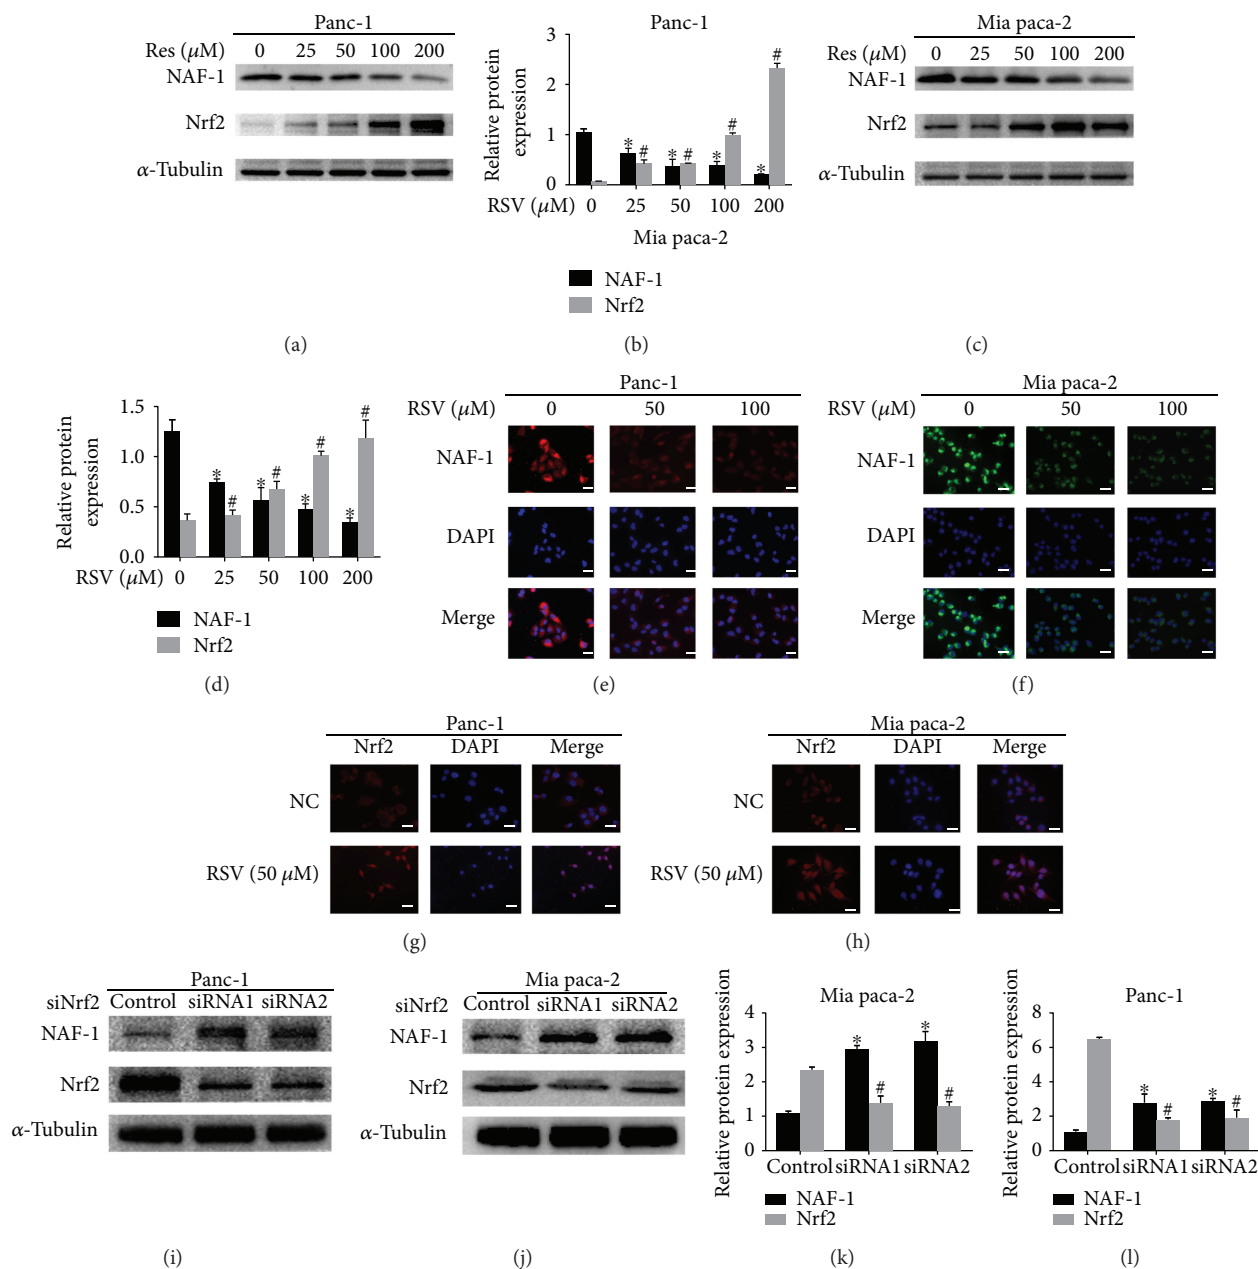 Panc-1
Res (μM) 0 25 50 100 200
NAF-1
Nrf2
α-Tubulin
(a)
Panc-1
Relative protein
expression
3
2
1
0
RSV (μM) 0 25 50 100 200
* # * # * # * #
Mia paca-2
NAF-1
Nrf2
(b)
Mia paca-2
Res (μM) 0 25 50 100 200
NAF-1
Nrf2
α-Tubulin
(c)
Relative protein
expression
1.5
1.0
0.5
0.0
* # * # * # * #
RSV (μM) 0 25 50 100 200
NAF-1
Nrf2
(d)
Panc-1
RSV (μM) 0 50 100
NAF-1
DAPI
Merge
(e)
Mia paca-2
RSV (μM) 0 50 100
NAF-1
DAPI
Merge
(f)
Panc-1
Nrf2 DAPI Merge
NC
RSV (50 μM)
(g)
Mia paca-2
Nrf2 DAPI Merge
NC
RSV (50 μM)
(h)
Panc-1
siNrf2 Control siRNA1 siRNA2
NAF-1
Nrf2
α-Tubulin
(i)
Mia paca-2
siNrf2 Control siRNA1 siRNA2
NAF-1
Nrf2
α-Tubulin
(j)
Mia paca-2
Relative protein expression
4
3
2
1
0
* # * #
Control siRNA1 siRNA2
NAF-1
Nrf2
(k)
Panc-1
Relative protein expression
8
6
4
2
0
* # * #
Control siRNA1 siRNA2
NAF-1
Nrf2
(l)